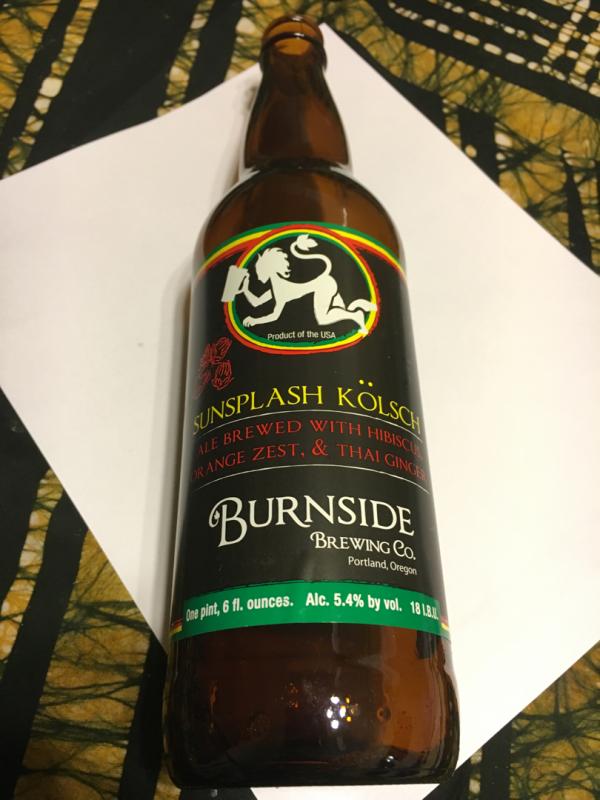 Product of the USA
SUNSPLASH KÖLSCH
ALE BREWED WITH HIBISCUS,
ORANGE ZEST, & THAI GINGER
BURNSIDE
BREWING CO.
Portland, Oregon
One pint, 6 fl. ounces. Alc. 5.4% by vol. 18 I.B.U.